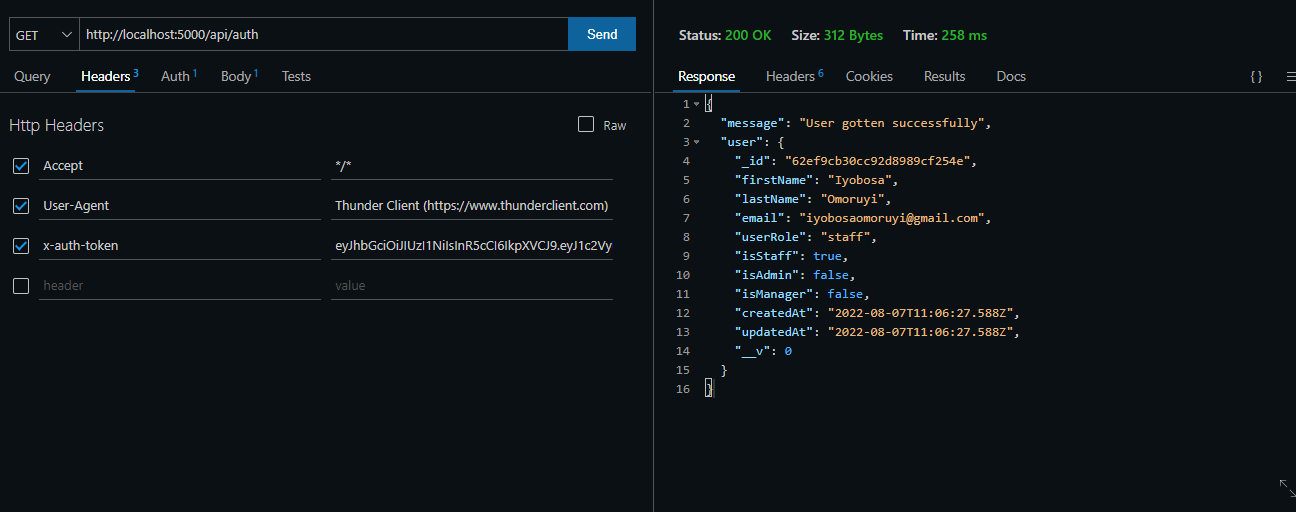 GET http://localhost:5000/api/auth Send
Query Headers 3 Auth 1 Body 1 Tests
Http Headers Raw
Accept */*
User-Agent Thunder Client (https://www.thunderclient.com)
x-auth-token eyJhbGciOiJIUzI1NiIsInR5cCI6IkpXVCJ9.eyJ1c2Vy
header value
Status: 200 OK Size: 312 Bytes Time: 258 ms
Response Headers 6 Cookies Results Docs { }
1 {
2 "message": "User gotten successfully",
3 "user": {
4 "_id": "62ef9cb30cc92d8989cf254e",
5 "firstName": "Iyobosa",
6 "lastName": "Omoruyi",
7 "email": "iyobosaomoruyi@gmail.com",
8 "userRole": "staff",
9 "isStaff": true,
10 "isAdmin": false,
11 "isManager": false,
12 "createdAt": "2022-08-07T11:06:27.588Z",
13 "updatedAt": "2022-08-07T11:06:27.588Z",
14 "__v": 0
15 }
16 }